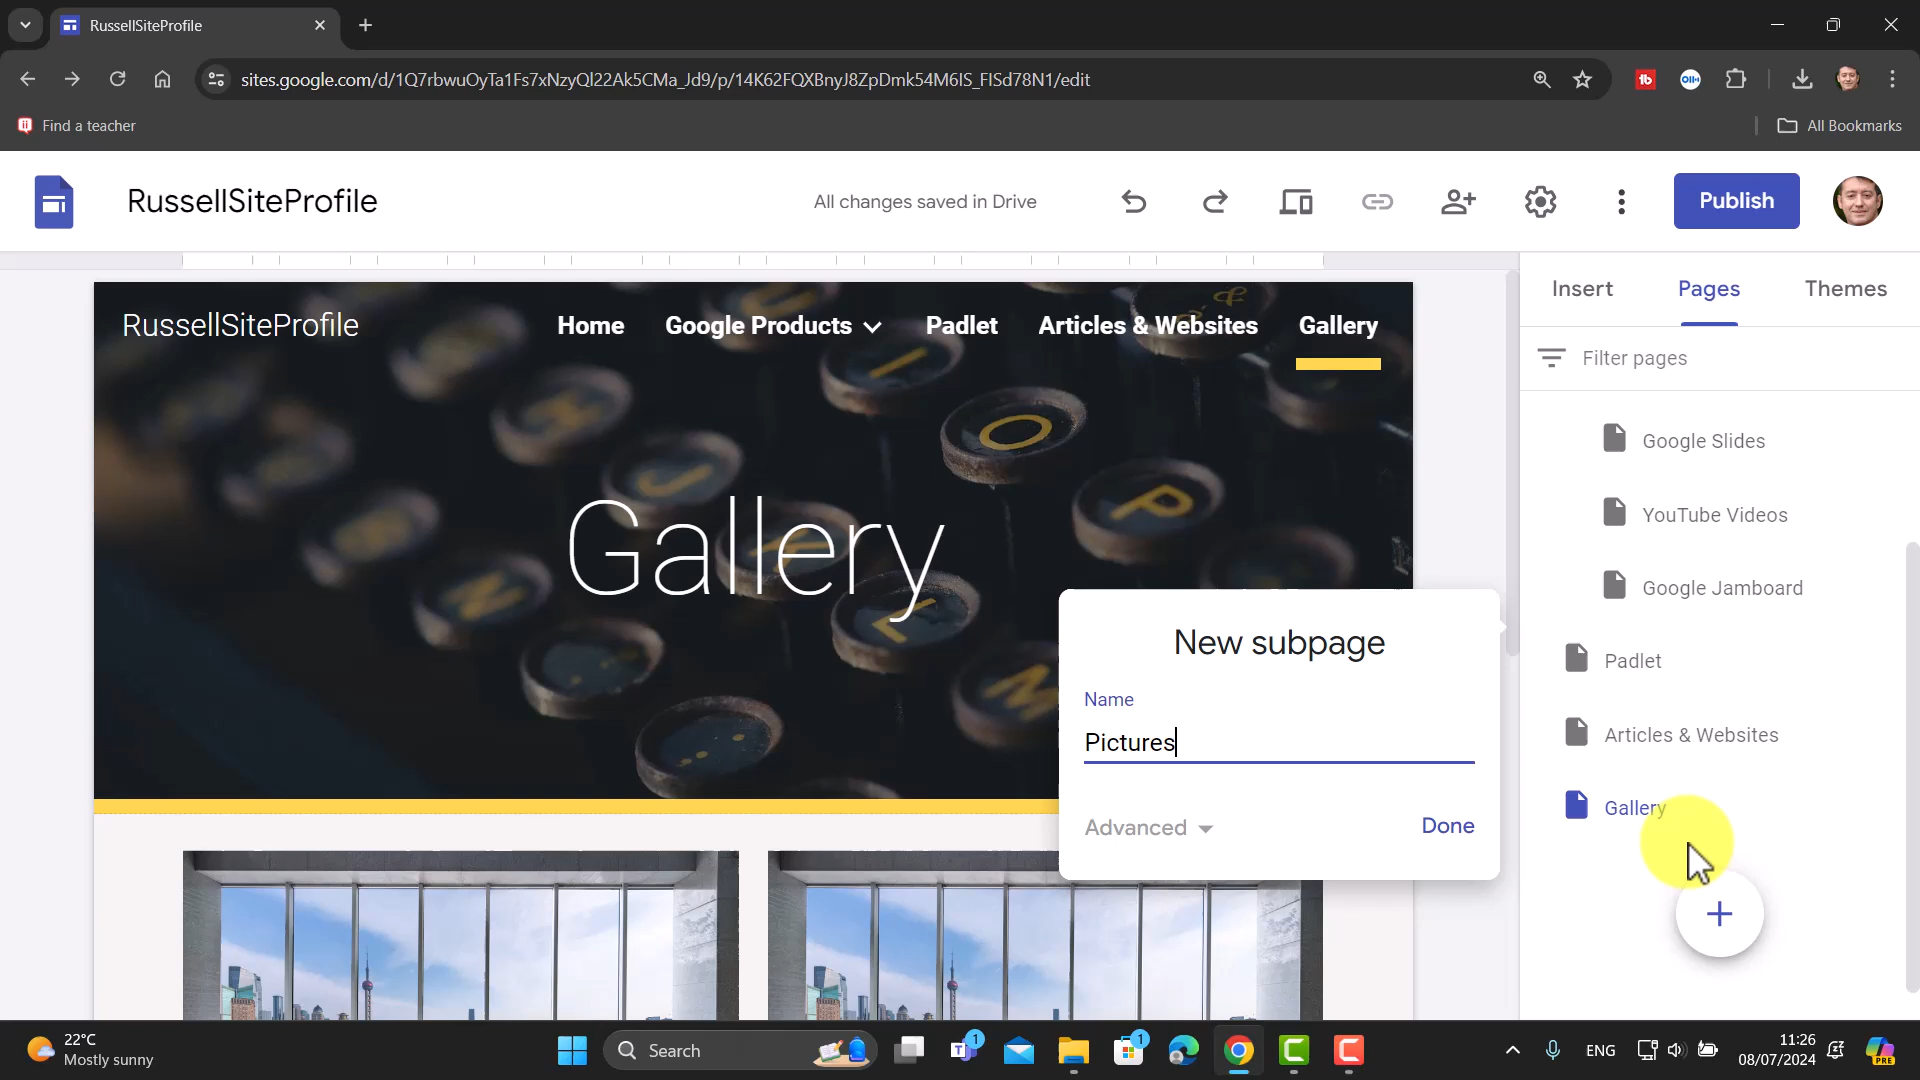 RussellSiteProfile
sites.google.com/d/1Q7rbwuOyTa1Fs7xNzyQl22Ak5CMa_Jd9/p/14K62FQXBnyJ8ZpDmk54M6IS_FISd78N1/edit
Find a teacher
All Bookmarks
RussellSiteProfile
All changes saved in Drive
Publish
Insert
Pages
Themes
RussellSiteProfile
Home
Google Products
Padlet
Articles & Websites
Gallery
Filter pages
Google Slides
YouTube Videos
Google Jamboard
Padlet
Articles & Websites
Gallery
Gallery
New subpage
Name
Pictures
Advanced
Done
22°C
Mostly sunny
Search
1
1
ENG
11:26
08/07/2024
PRE